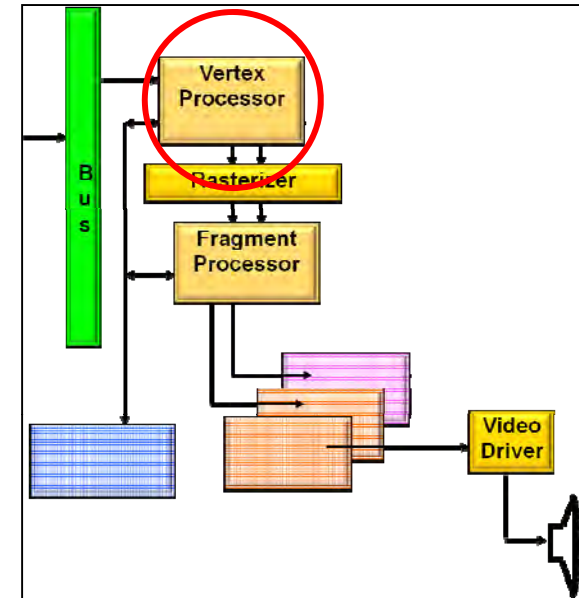 Vertex
Processor
B
u
s
Rasterizer
Fragment
Processor
Video
Driver